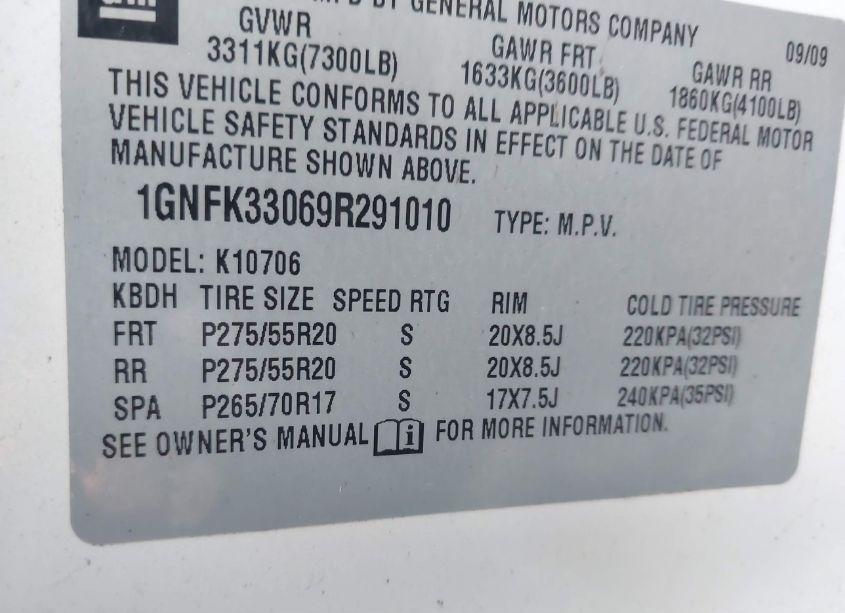 BY GENERAL MOTORS COMPANY
GVWR GAWR FRT GAWR RR 09/09
3311KG(7300LB) 1633KG(3600LB) 1860KG(4100LB)
THIS VEHICLE CONFORMS TO ALL APPLICABLE U.S. FEDERAL MOTOR
VEHICLE SAFETY STANDARDS IN EFFECT ON THE DATE OF
MANUFACTURE SHOWN ABOVE.
1GNFK33069R291010 TYPE: M.P.V.
MODEL: K10706
KBDH TIRE SIZE SPEED RTG RIM COLD TIRE PRESSURE
FRT P275/55R20 S 20X8.5J 220KPA(32PSI)
RR P275/55R20 S 20X8.5J 220KPA(32PSI)
SPA P265/70R17 S 17X7.5J 240KPA(35PSI)
SEE OWNER'S MANUAL i FOR MORE INFORMATION.